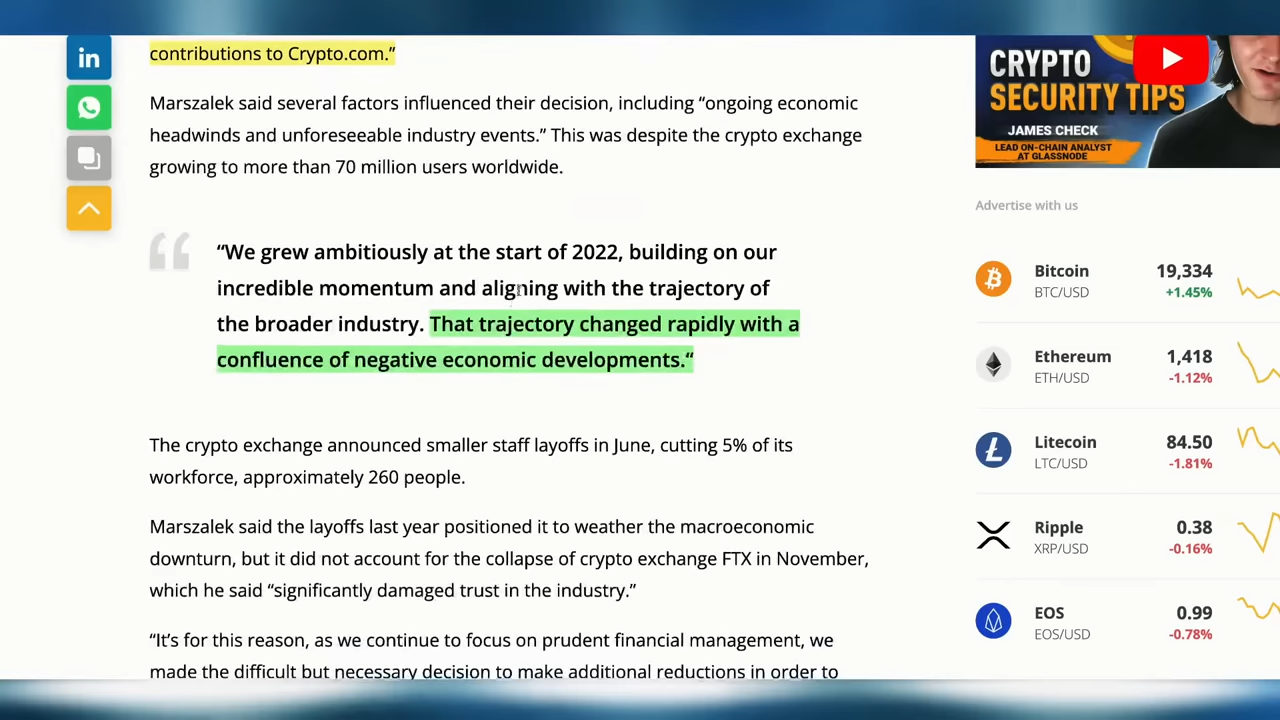 contributions to Crypto.com.”
Marszalek said several factors influenced their decision, including “ongoing economic
headwinds and unforeseeable industry events.” This was despite the crypto exchange
growing to more than 70 million users worldwide.
“We grew ambitiously at the start of 2022, building on our
incredible momentum and aligning with the trajectory of
the broader industry. That trajectory changed rapidly with a
confluence of negative economic developments.“
The crypto exchange announced smaller staff layoffs in June, cutting 5% of its
workforce, approximately 260 people.
Marszalek said the layoffs last year positioned it to weather the macroeconomic
downturn, but it did not account for the collapse of crypto exchange FTX in November,
which he said “significantly damaged trust in the industry.”
“It’s for this reason, as we continue to focus on prudent financial management, we
made the difficult but necessary decision to make additional reductions in order to
in
CRYPTO
SECURITY TIPS
JAMES CHECK
LEAD ON-CHAIN ANALYST
AT GLASSNODE
Advertise with us
Bitcoin 19,334
BTC/USD +1.45%
Ethereum 1,418
ETH/USD -1.12%
Litecoin 84.50
LTC/USD -1.81%
Ripple 0.38
XRP/USD -0.16%
EOS 0.99
EOS/USD -0.78%